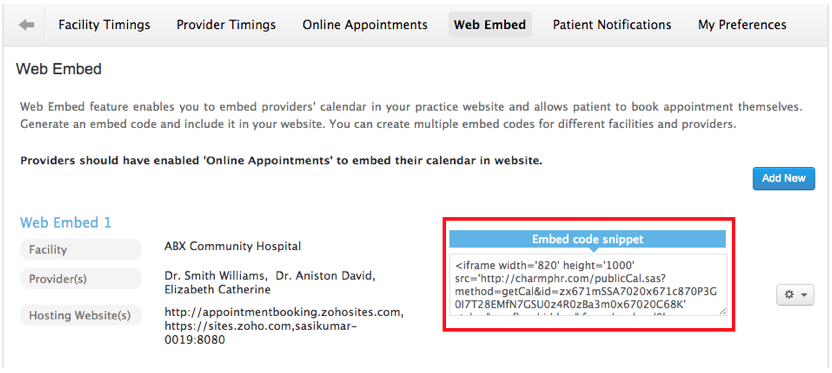 Facility Timings Provider Timings Online Appointments Web Embed Patient Notifications My Preferences
Web Embed
Web Embed feature enables you to embed providers' calendar in your practice website and allows patient to book appointment themselves.
Generate an embed code and include it in your website. You can create multiple embed codes for different facilities and providers.
Providers should have enabled 'Online Appointments' to embed their calendar in website.
Add New
Web Embed 1
Facility ABX Community Hospital
Provider(s) Dr. Smith Williams, Dr. Aniston David,
Elizabeth Catherine
Hosting Website(s) http://appointmentbooking.zohosites.com,
https://sites.zoho.com,sasikumar-
0019:8080
Embed code snippet
<iframe width='820' height='1000'
src='http://charmphr.com/publicCal.sas?
method=getCal&id=zx671mSSA7020x671c870P3G
0I7T28EMfN7GSU0z4R0zBa3m0x67020C68K'